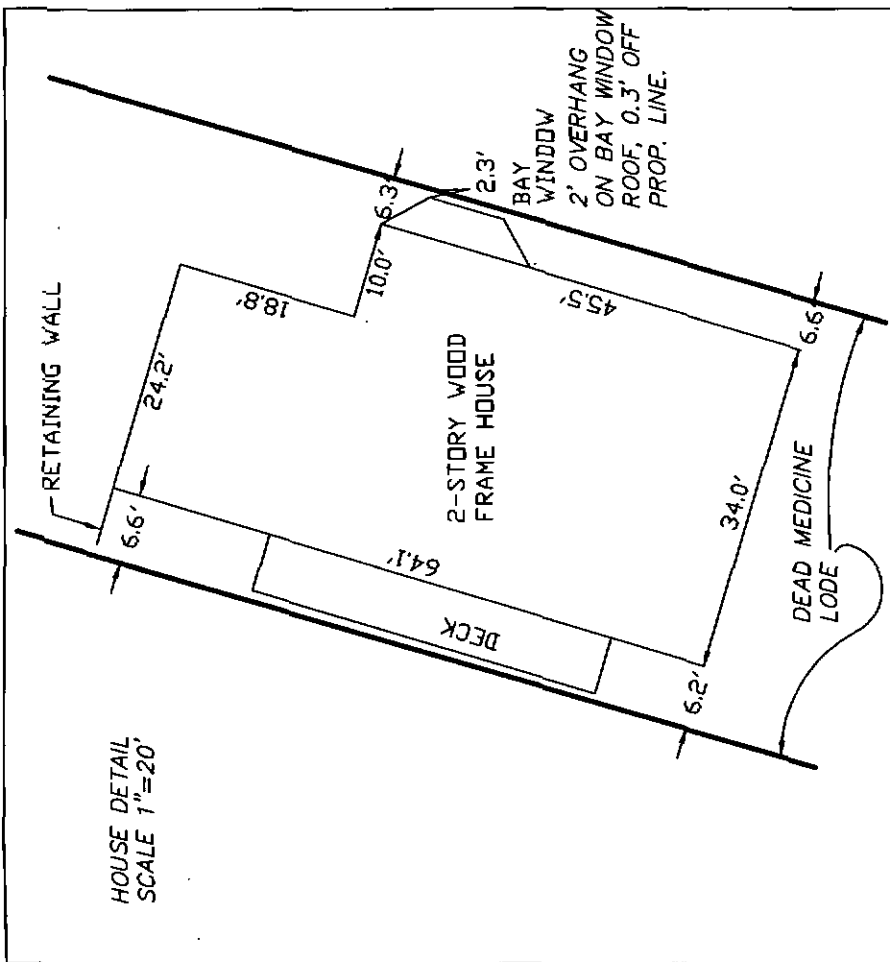 HOUSE DETAIL
SCALE 1"=20'
RETAINING WALL
24.2'
6.6'
18.8'
10.0'
6.3'
2.3'
BAY
WINDOW
2' OVERHANG
ON BAY WINDOW
ROOF, 0.3' OFF
PROP. LINE.
2-STORY WOOD
FRAME HOUSE
64.1'
DECK
45.5'
6.2'
34.0'
6.6'
DEAD MEDICINE
LODE